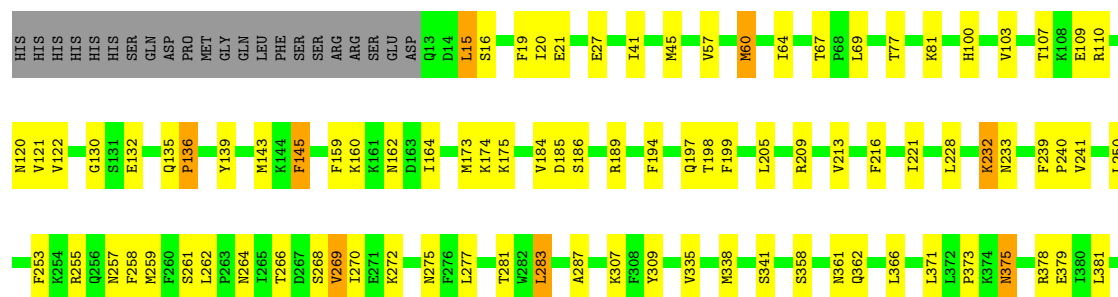 HIS HIS HIS HIS HIS HIS SER GLN ASP PRO MET GLY GLN LEU PHE SER SER ARG ARG SER GLU ASP Q13 D14 L15 S16 F19 I20 E21 E27 I41 M45 V57 M60 I64 T67 P68 L69 T77 K81 H100 V103 T107 K108 E109 R110
N120 V121 V122 G130 S131 E132 Q135 P136 Y139 M143 K144 F145 F159 K160 K161 N162 D163 I164 M173 K174 K175 V184 D185 S186 R189 F194 Q197 T198 F199 L205 R209 V213 F216 I221 L228 K232 N233 F239 P240 V241
F253 K254 R255 Q256 N257 F258 M259 F260 S261 L262 P263 N264 I265 T266 D267 S268 V269 I270 E271 K272 N275 F276 L277 T281 W282 L283 A287 K307 F308 Y309 V335 M338 S341 S358 N361 Q362 L366 L371 L372 P373 K374 N375 R378 E379 I380 L381